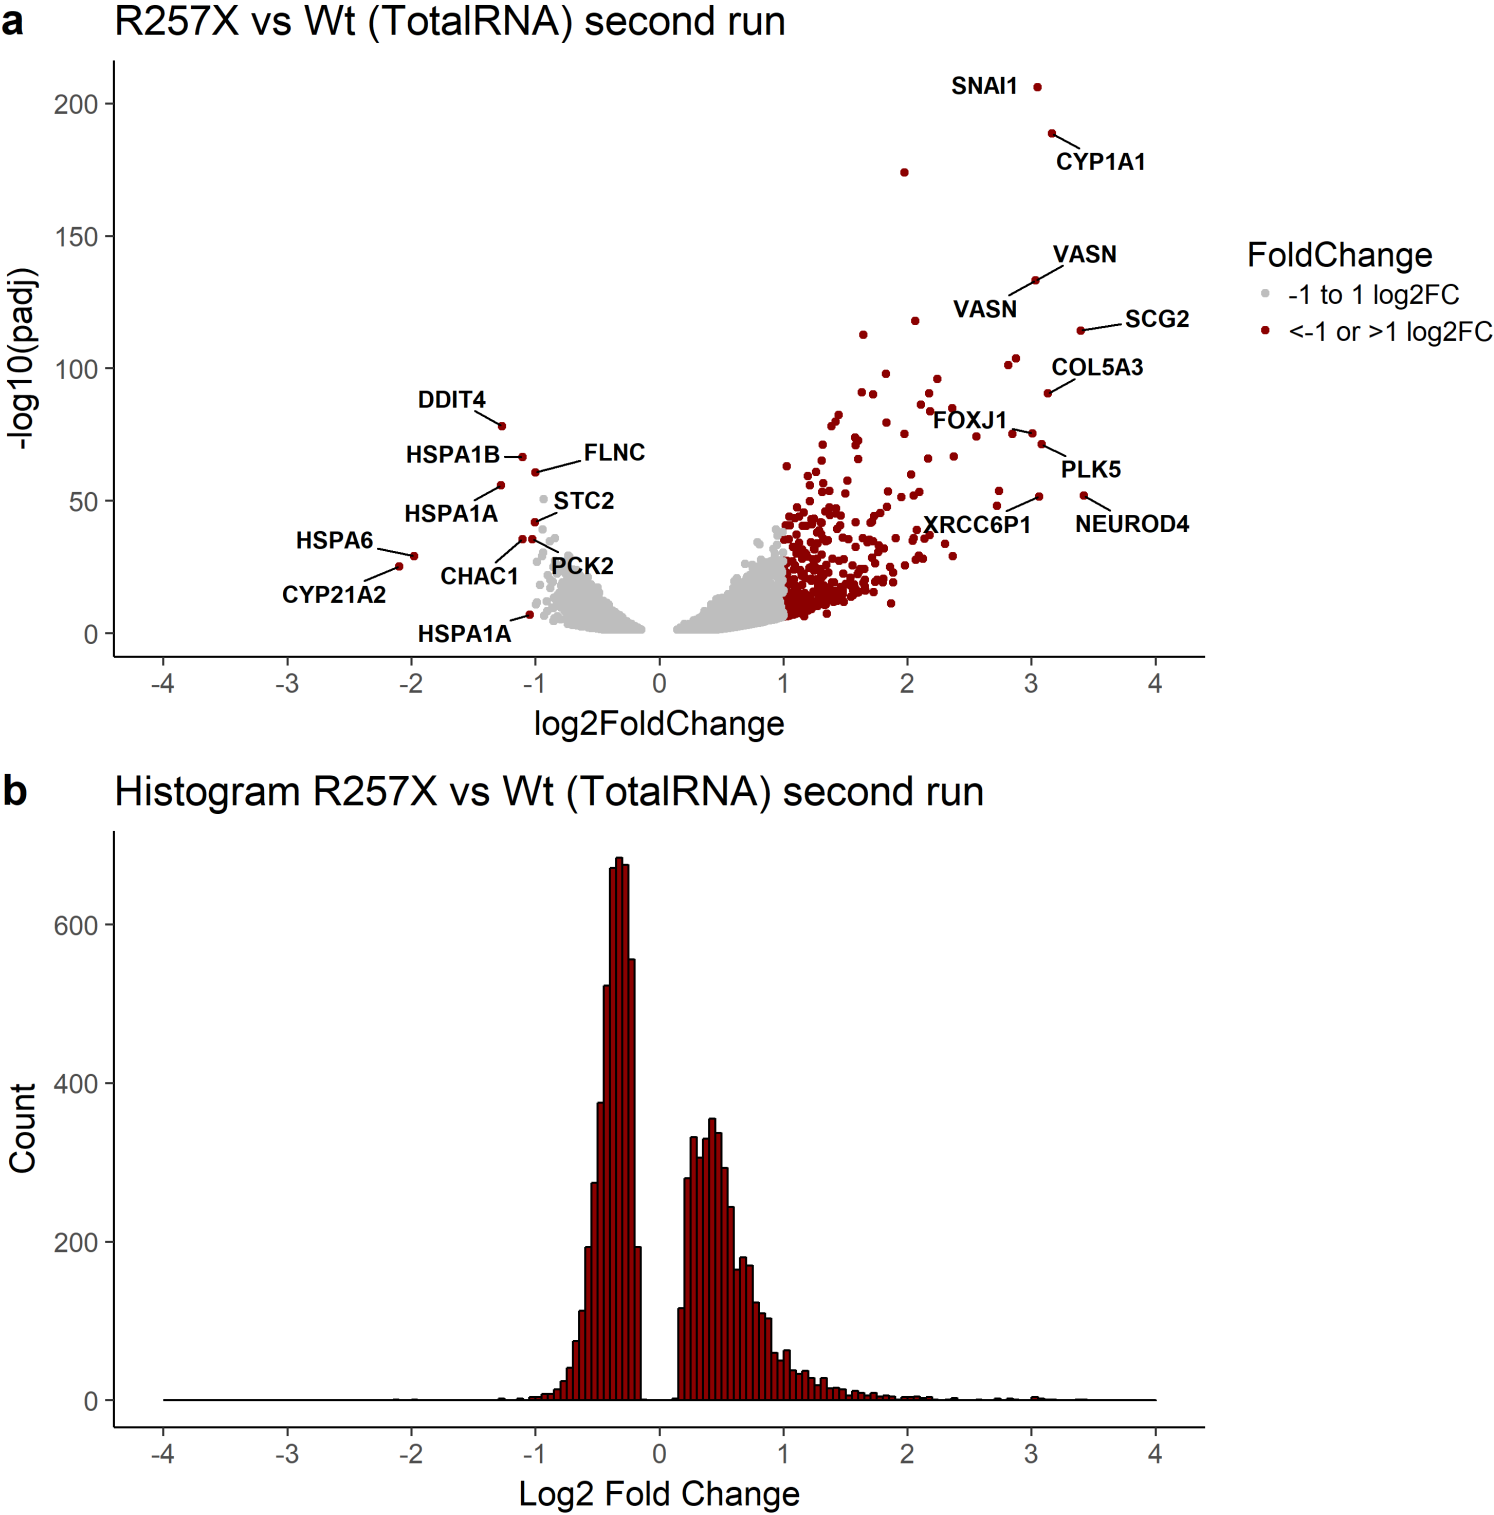 a R257X vs Wt (TotalRNA) second run
SNAI1
200
CYP1A1
150
VASN
VASN
SCG2
COL5A3
100
DDIT4
FOXJ1
HSPA1B
FLNC
PLK5
50
STC2
HSPA1A
XRCC6P1
NEUROD4
HSPA6
CHAC1
PCK2
CYP21A2
HSPA1A
0
-log10(padj)
-4 -3 -2 -1 0 1 2 3 4
log2FoldChange
FoldChange
-1 to 1 log2FC
<-1 or >1 log2FC
b Histogram R257X vs Wt (TotalRNA) second run
600
400
200
0
Count
-4 -3 -2 -1 0 1 2 3 4
Log2 Fold Change